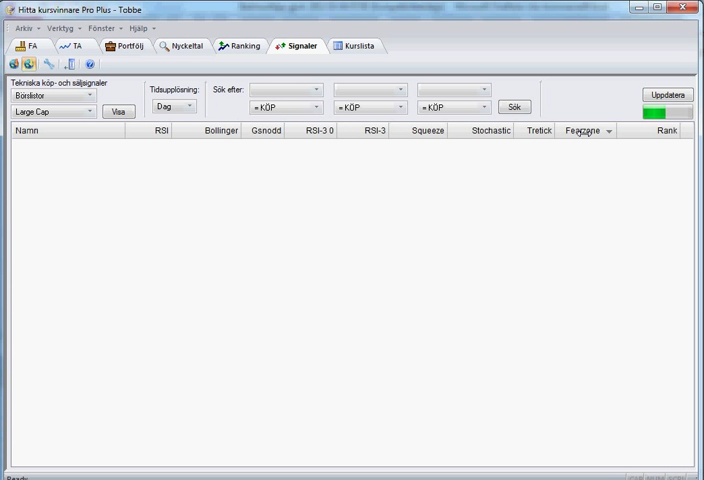 Hitta kursvinnare Pro Plus - Tobbe
Arkiv Verktyg Fönster Hjälp
FA TA Portfölj Nyckeltal Ranking Signaler Kurslista
Tekniska köp- och säljsignaler
Tidsupplösning: Sök efter:
Börslistor
Uppdatera
Large Cap Visa Dag = KÖP = KÖP = KÖP Sök
Namn RSI Bollinger Gsnodd RSI-3 0 RSI-3 Squeeze Stochastic Tretick Fearzone Rank
Ready